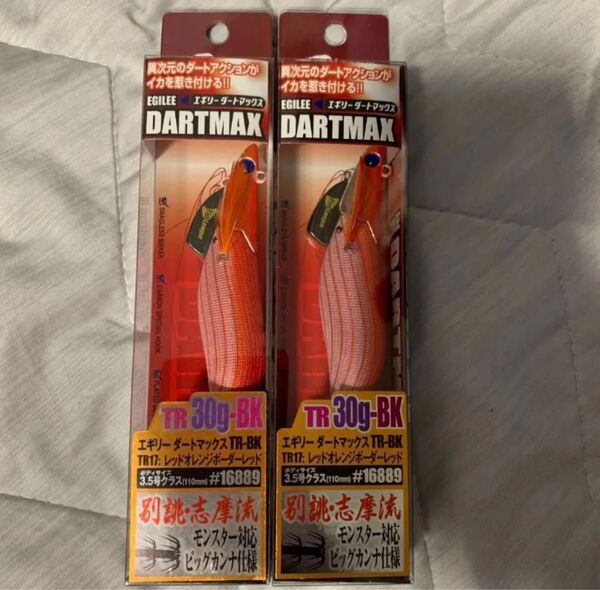 異次元のダートアクションが
イカを惹き付ける!!
EGILEE エギリーダートマックス
DARTMAX
TR 30g-BK
エギリー ダートマックス TR-BK
TR17: レッドオレンジボーダーレッド
ボディサイズ
3.5号クラス(110mm) #16889
別誂・志摩流
モンスター対応
ビッグカンナ仕様
異次元のダートアクションが
イカを惹き付ける!!
EGILEE エギリーダートマックス
DARTMAX
TR 30g-BK
エギリー ダートマックス TR-BK
TR17: レッドオレンジボーダーレッド
ボディサイズ
3.5号クラス(110mm) #16889
別誂・志摩流
モンスター対応
ビッグカンナ仕様